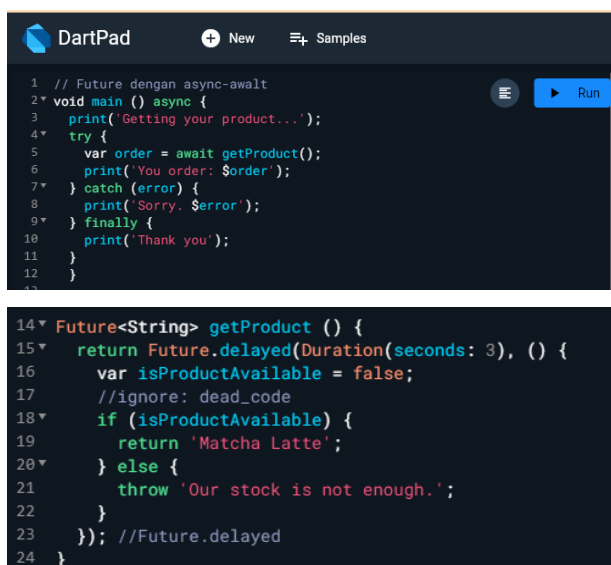 DartPad
New
Samples
Run
1 // Future dengan async-awalt
2 void main () async {
3 print('Getting your product...');
4 try {
5 var order = await getProduct();
6 print('You order: $order');
7 } catch (error) {
8 print('Sorry. $error');
9 } finally {
10 print('Thank you');
11 }
12 }
14 Future<String> getProduct () {
15 return Future.delayed(Duration(seconds: 3), () {
16 var isProductAvailable = false;
17 //ignore: dead_code
18 if (isProductAvailable) {
19 return 'Matcha Latte';
20 } else {
21 throw 'Our stock is not enough.';
22 }
23 }); //Future.delayed
24 }